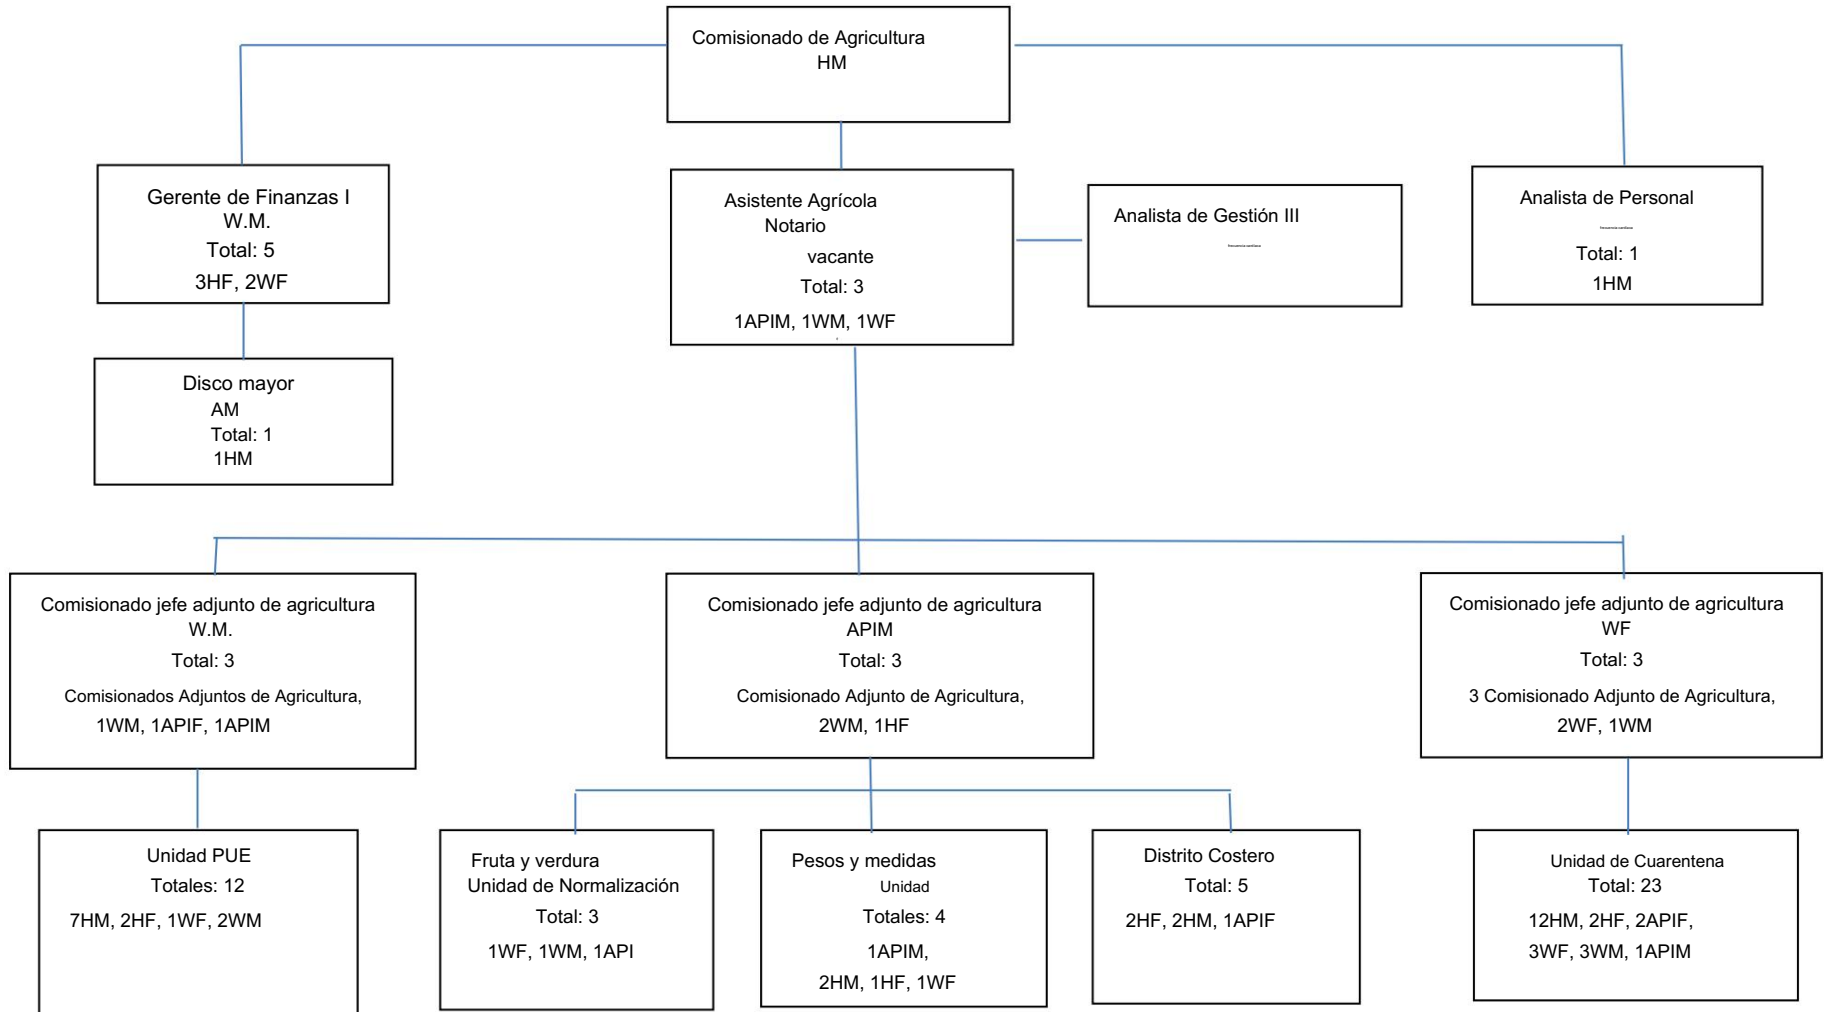 Comisionado de Agricultura
HM
Gerente de Finanzas I
W.M.
Total: 5
3HF, 2WF
Asistente Agrícola
Notario
vacante
Total: 3
1APIM, 1WM, 1WF
Analista de Gestión III
Analista de Personal
Total: 1
1HM
Disco mayor
AM
Total: 1
1HM
Comisionado jefe adjunto de agricultura
W.M.
Total: 3
Comisionados Adjuntos de Agricultura,
1WM, 1APIF, 1APIM
Comisionado jefe adjunto de agricultura
APIM
Total: 3
Comisionado Adjunto de Agricultura,
2WM, 1HF
Comisionado jefe adjunto de agricultura
WF
Total: 3
3 Comisionado Adjunto de Agricultura,
2WF, 1WM
Unidad PUE
Totales: 12
7HM, 2HF, 1WF, 2WM
Fruta y verdura
Unidad de Normalización
Total: 3
1WF, 1WM, 1API
Pesos y medidas
Unidad
Totales: 4
1APIM,
2HM, 1HF, 1WF
Distrito Costero
Total: 5
2HF, 2HM, 1APIF
Unidad de Cuarentena
Total: 23
12HM, 2HF, 2APIF,
3WF, 3WM, 1APIM